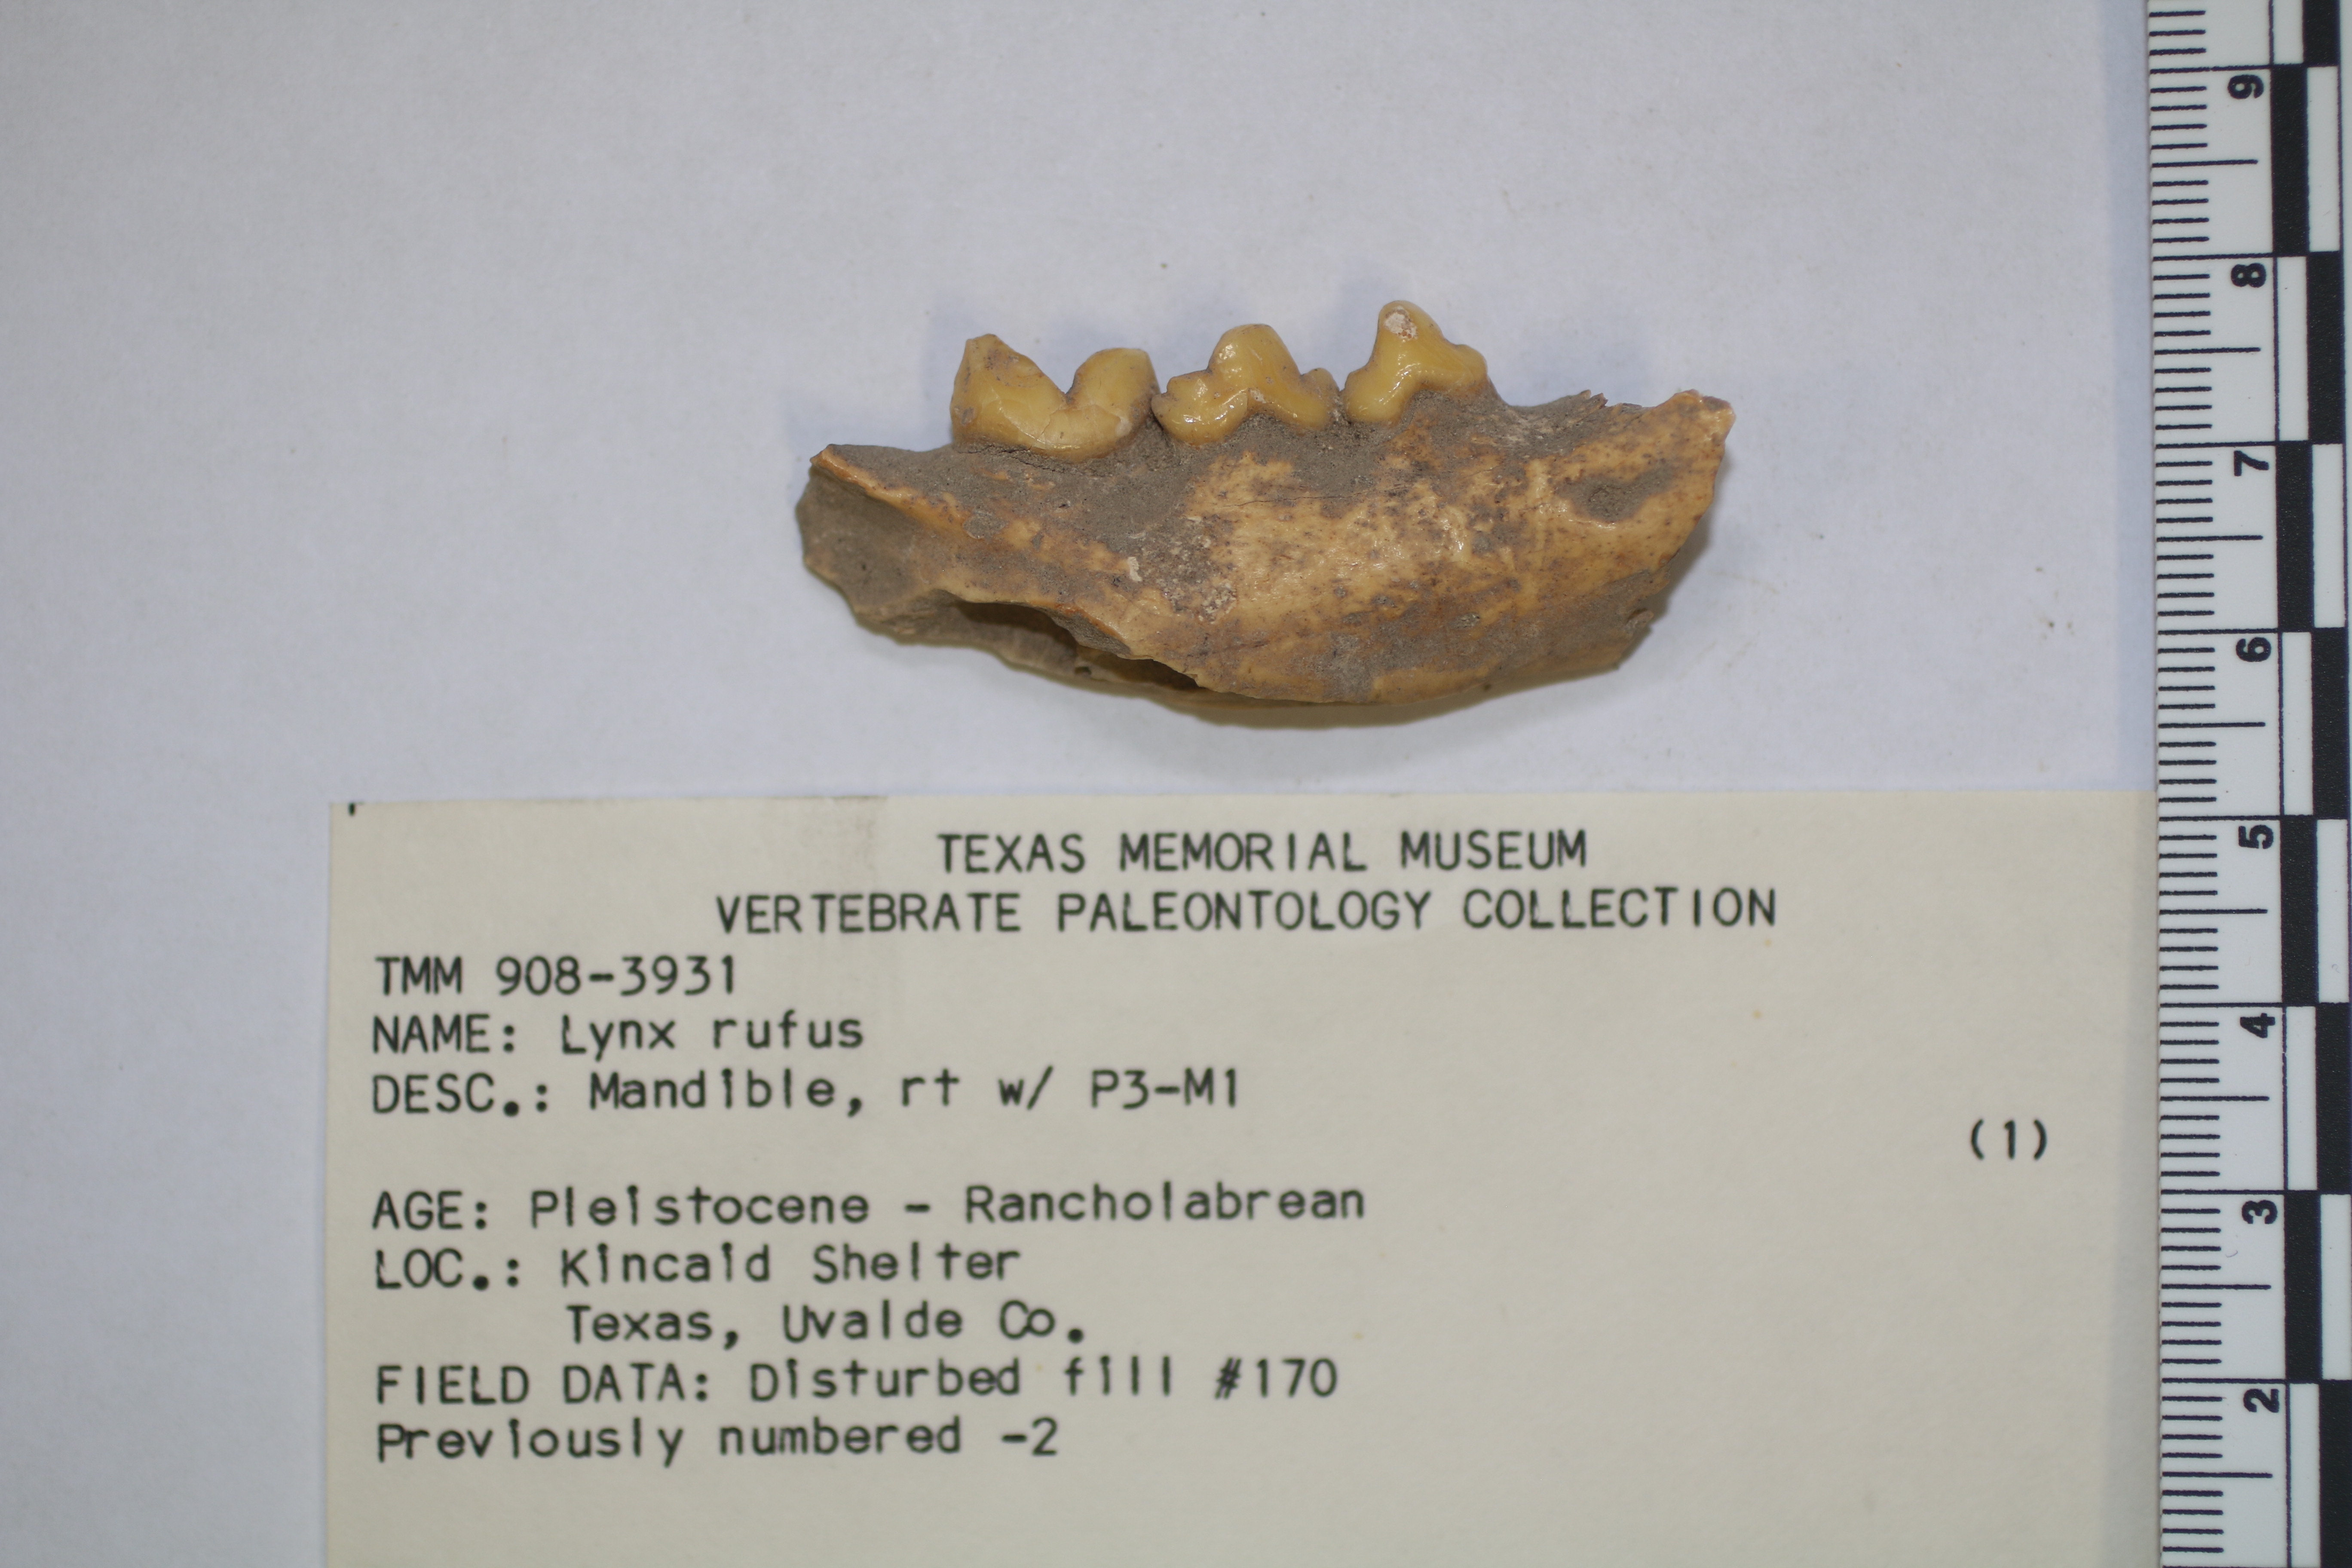 TEXAS MEMORIAL MUSEUM
VERTEBRATE PALEONTOLOGY COLLECTION
TMM 908-3931
NAME: Lynx rufus
DESC.: Mandible, rt w/ P3-M1
(1)
AGE: Pleistocene - Rancholabrean
LOC.: Kincaid Shelter
Texas, Uvalde Co.
FIELD DATA: Disturbed fill #170
Previously numbered -2
9
8
7
6
5
4
3
2